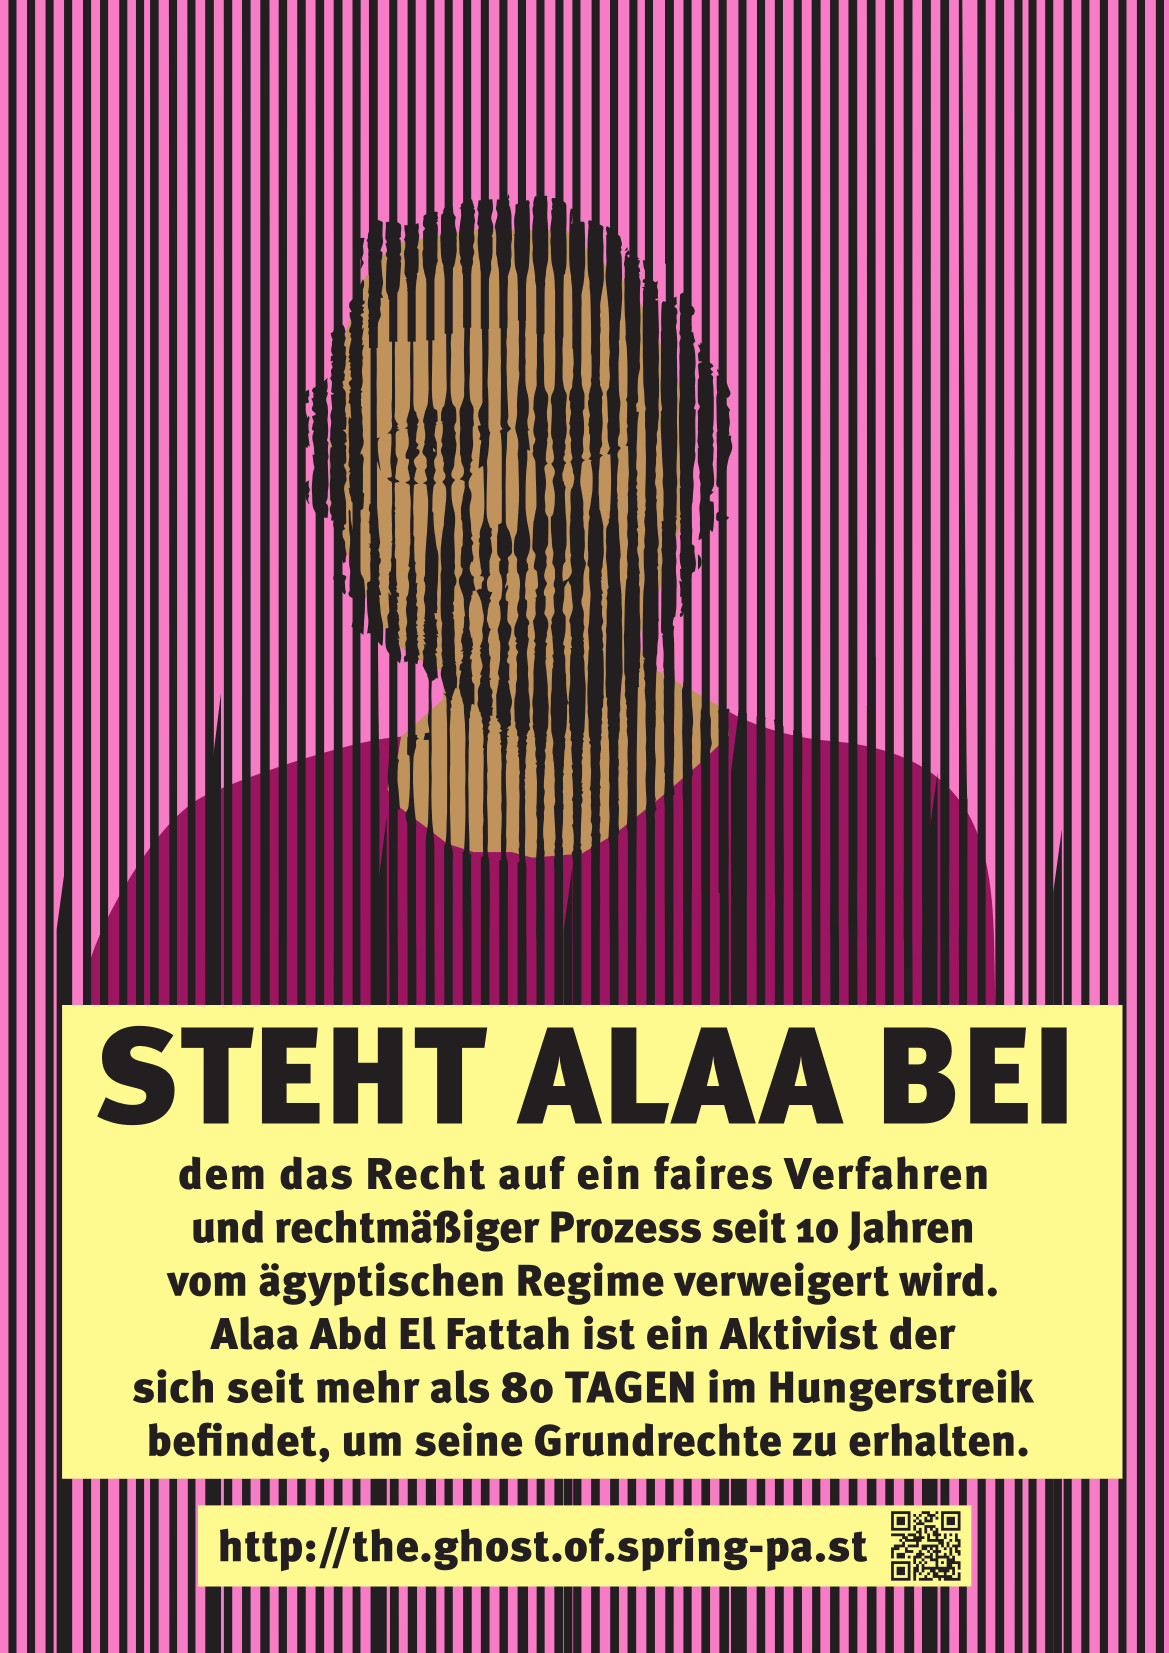 STEHT ALAA BEI
dem das Recht auf ein faires Verfahren
und rechtmäßiger Prozess seit 10 Jahren
vom ägyptischen Regime verweigert wird.
Alaa Abd El Fattah ist ein Aktivist der
sich seit mehr als 80 TAGEN im Hungerstreik
befindet, um seine Grundrechte zu erhalten.
http://the.ghost.of.spring-pa.st